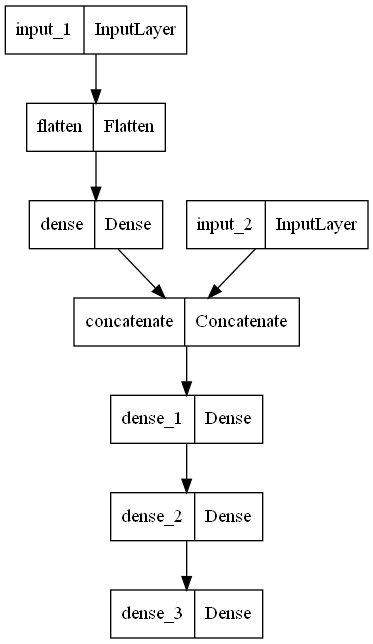 input_1 InputLayer
flatten Flatten
dense Dense
input_2 InputLayer
concatenate Concatenate
dense_1 Dense
dense_2 Dense
dense_3 Dense